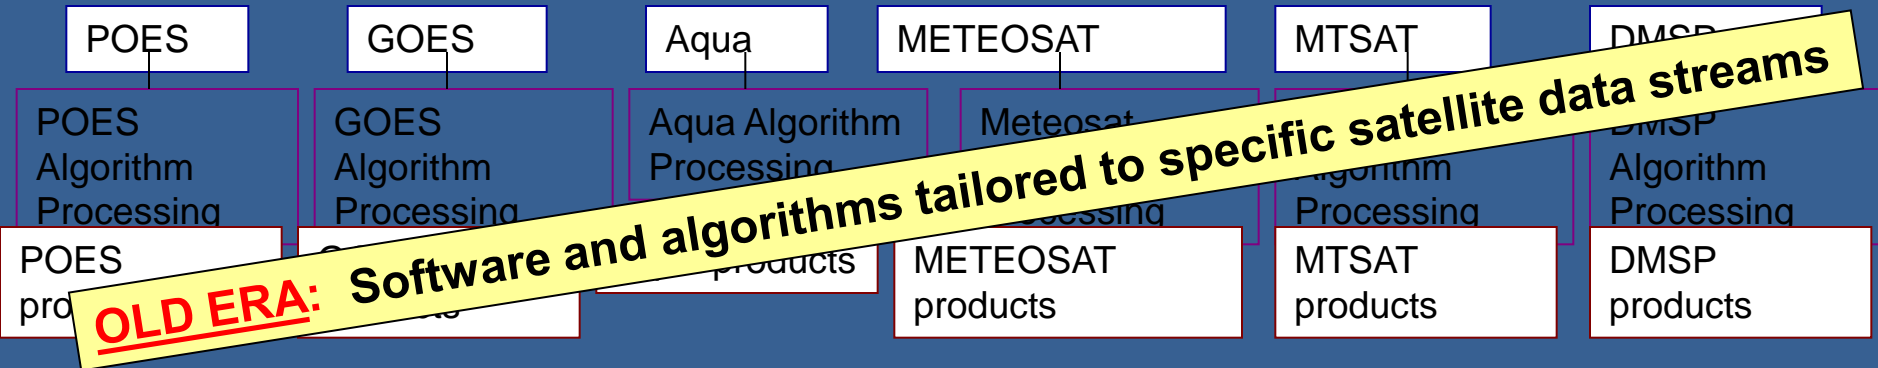 POES
GOES
Aqua
METEOSAT
MTSAT
DMSP
POES
Algorithm
Processing
GOES
Algorithm
Processing
Aqua Algorithm
Processing
Meteosat
Processing
Algorithm
Processing
DMSP
Algorithm
Processing
POES
products
METEOSAT
products
MTSAT
products
DMSP
products
OLD ERA: Software and algorithms tailored to specific satellite data streams